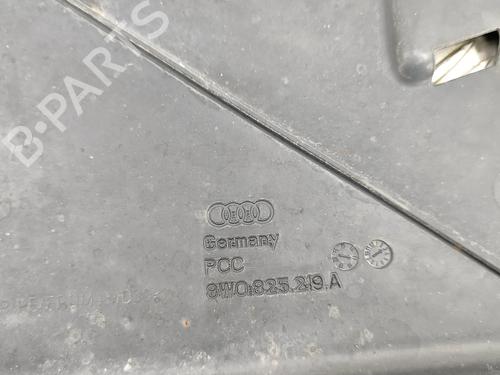 B-PARTS
Germany
PCC
8W0.825.219.A